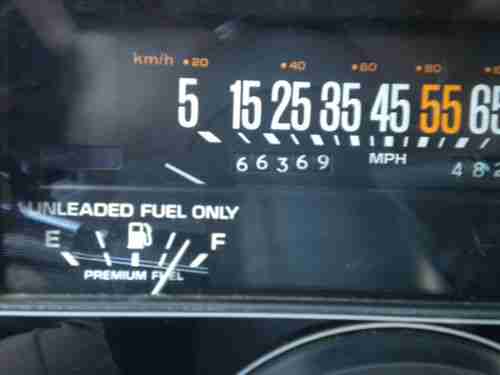 km/h 20 40 60 80
5 15 25 35 45 55 65
66369 MPH 482
UNLEADED FUEL ONLY
E F
PREMIUM FUEL